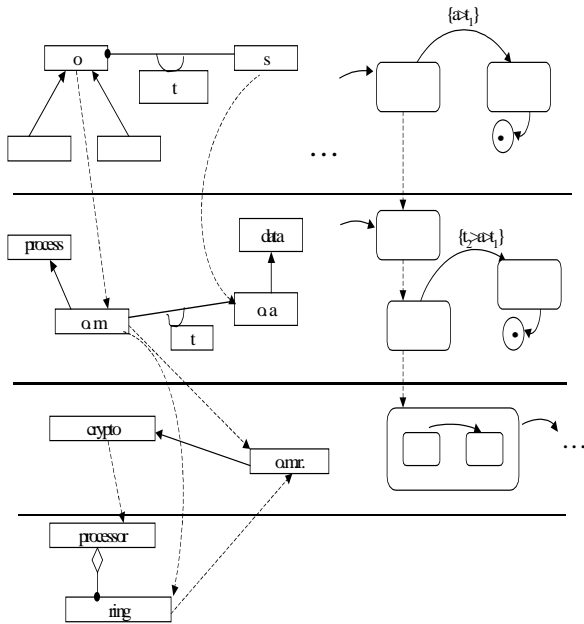 {a>t1}
o
s
t
...
process
data
{t2>a>t1}
o.m
o.a
t
crypto
o.m.r.
...
processor
ring